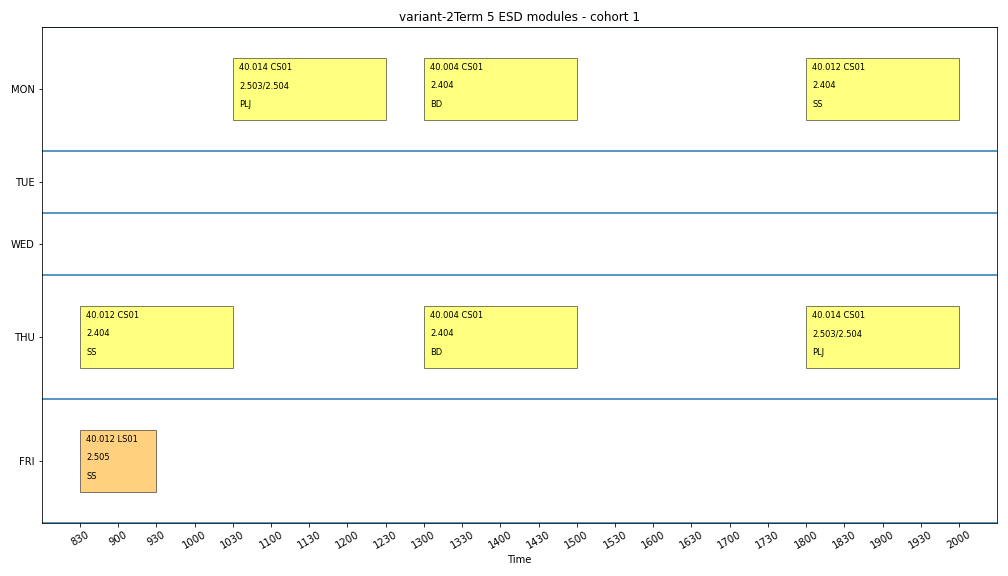 variant-2Term 5 ESD modules - cohort 1
MON
40.014 CS01
2.503/2.504
PLJ
40.004 CS01
2.404
BD
40.012 CS01
2.404
SS
TUE
WED
THU
40.012 CS01
2.404
SS
40.004 CS01
2.404
BD
40.014 CS01
2.503/2.504
PLJ
FRI
40.012 LS01
2.505
SS
830 900 930 1000 1030 1100 1130 1200 1230 1300 1330 1400 1430 1500 1600 1630 1700 1730 1800 1830 1900 1930 2000
Time